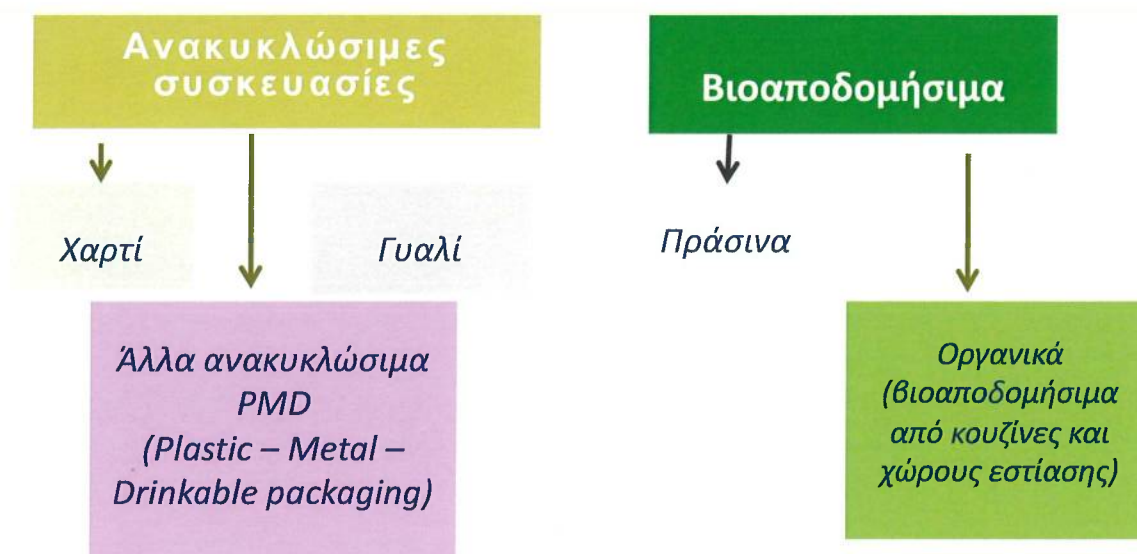 Ανακυκλώσιμες
συσκευασίες
Βιοαποδομήσιμα
Χαρτί
Γυαλί
Πράσινα
Άλλα ανακυκλώσιμα
PMD
(Plastic – Metal –
Drinkable packaging)
Οργανικά
(βιοαποδομήσιμα
από κουζίνες και
χώρους εστίασης)